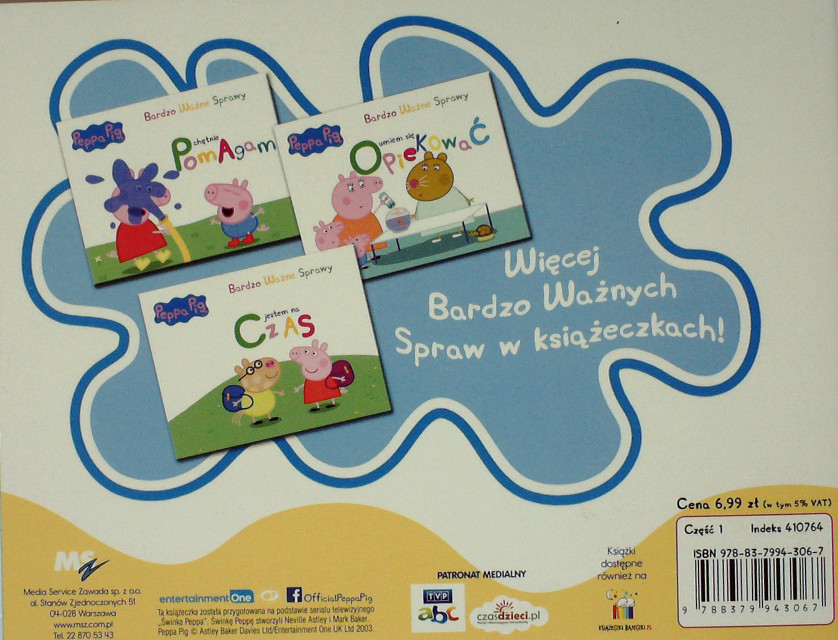 Bardzo Ważne Sprawy
Peppa Pig
chętnie
PomAgam
Bardzo Ważne Sprawy
Peppa Pig
umiem się
OpiekowaĆ
Bardzo Ważne Sprawy
Peppa Pig
jestem na
CzAS
Więcej
Bardzo Ważnych
Spraw w książeczkach!
Cena 6,99 zł (w tym 5% VAT)
Część 1 Indeks 410764
ISBN 978-83-7994-306-7
9 788379 943067
MSZ
Media Service Zawada sp. z o.o.
al. Stanów Zjednoczonych 51
04-028 Warszawa
www.msz.com.pl
Tel. 22 870 53 43
entertainmentOne OfficialPeppaPig
Ta książeczka została przygotowana na podstawie serialu telewizyjnego
"Świnka Peppa". Świnkę Peppę stworzyli Neville Astley i Mark Baker.
Peppa Pig © Astley Baker Davies Ltd/Entertainment One UK Ltd 2003.
PATRONAT MEDIALNY
TVP
abc
czasdzieci.pl
Książki
dostępne
również na
KSIĄŻECZKI BAJECZKI.PL